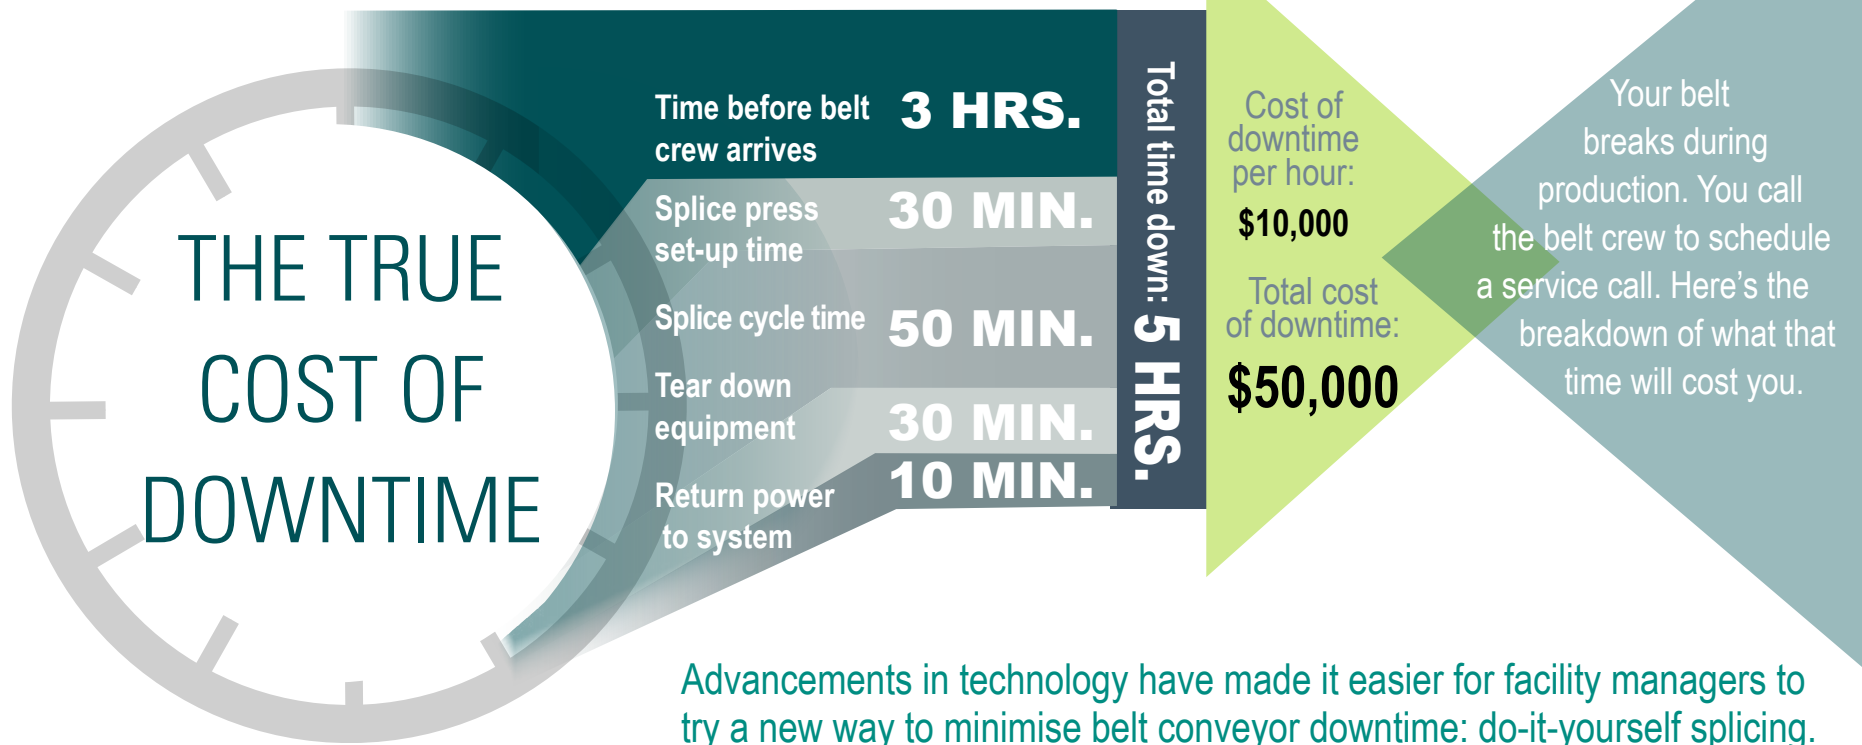 THE TRUE
COST OF
DOWNTIME
Time before belt
crew arrives
3 HRS.
Splice press
set-up time
30 MIN.
Splice cycle time
50 MIN.
Tear down
equipment
30 MIN.
Return power
to system
10 MIN.
Total time down: 5 HRS.
Cost of
downtime
per hour:
$10,000
Total cost
of downtime:
$50,000
Your belt
breaks during
production. You call
the belt crew to schedule
a service call. Here’s the
breakdown of what that
time will cost you.
Advancements in technology have made it easier for facility managers to
try a new way to minimise belt conveyor downtime: do-it-yourself splicing.